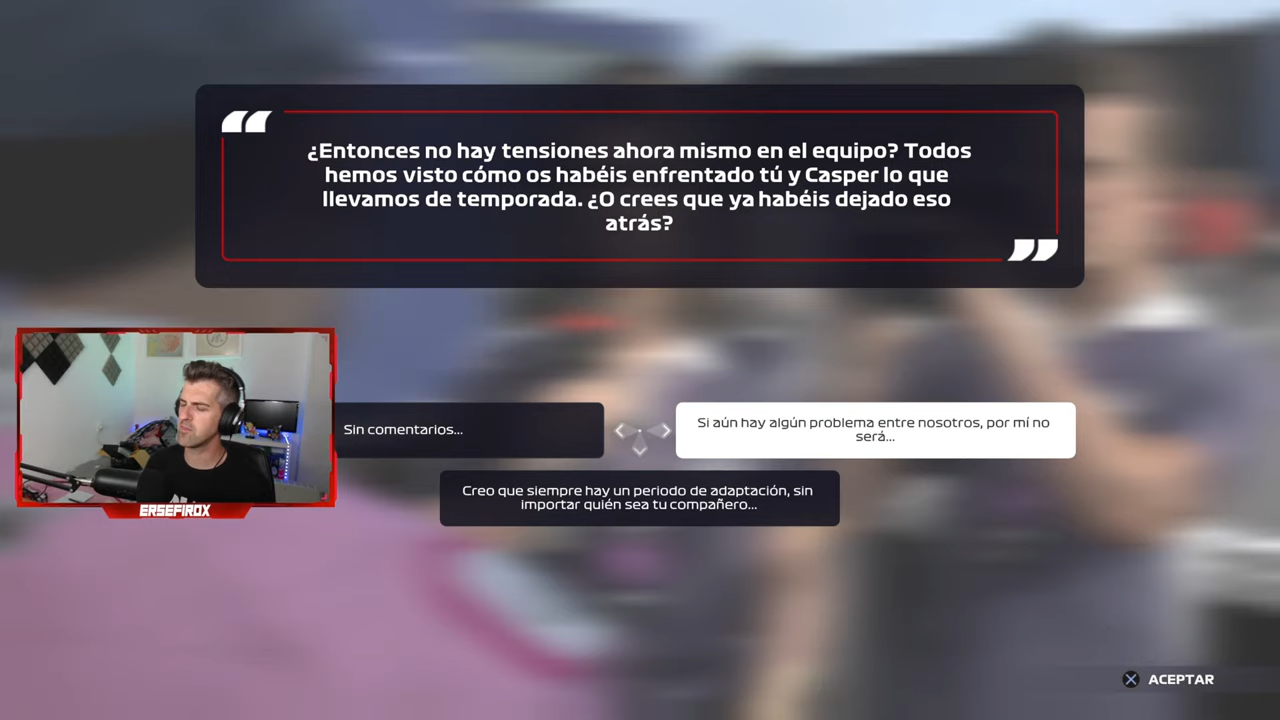 ¿Entonces no hay tensiones ahora mismo en el equipo? Todos
hemos visto cómo os habéis enfrentado tú y Casper lo que
llevamos de temporada. ¿O crees que ya habéis dejado eso
atrás?
Sin comentarios...
Si aún hay algún problema entre nosotros, por mí no
será...
Creo que siempre hay un periodo de adaptación, sin
importar quién sea tu compañero...
ERSEFIROX
ACEPTAR